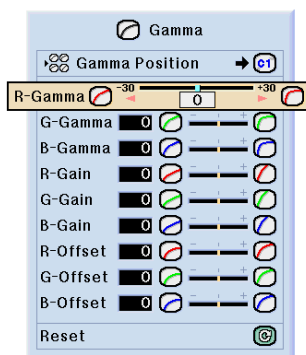 Gamma
Gamma Position C1
R-Gamma -30 0 +30
G-Gamma 0 - +
B-Gamma 0 - +
R-Gain 0 - +
G-Gain 0 - +
B-Gain 0 - +
R-Offset 0 - +
G-Offset 0 - +
B-Offset 0 - +
Reset